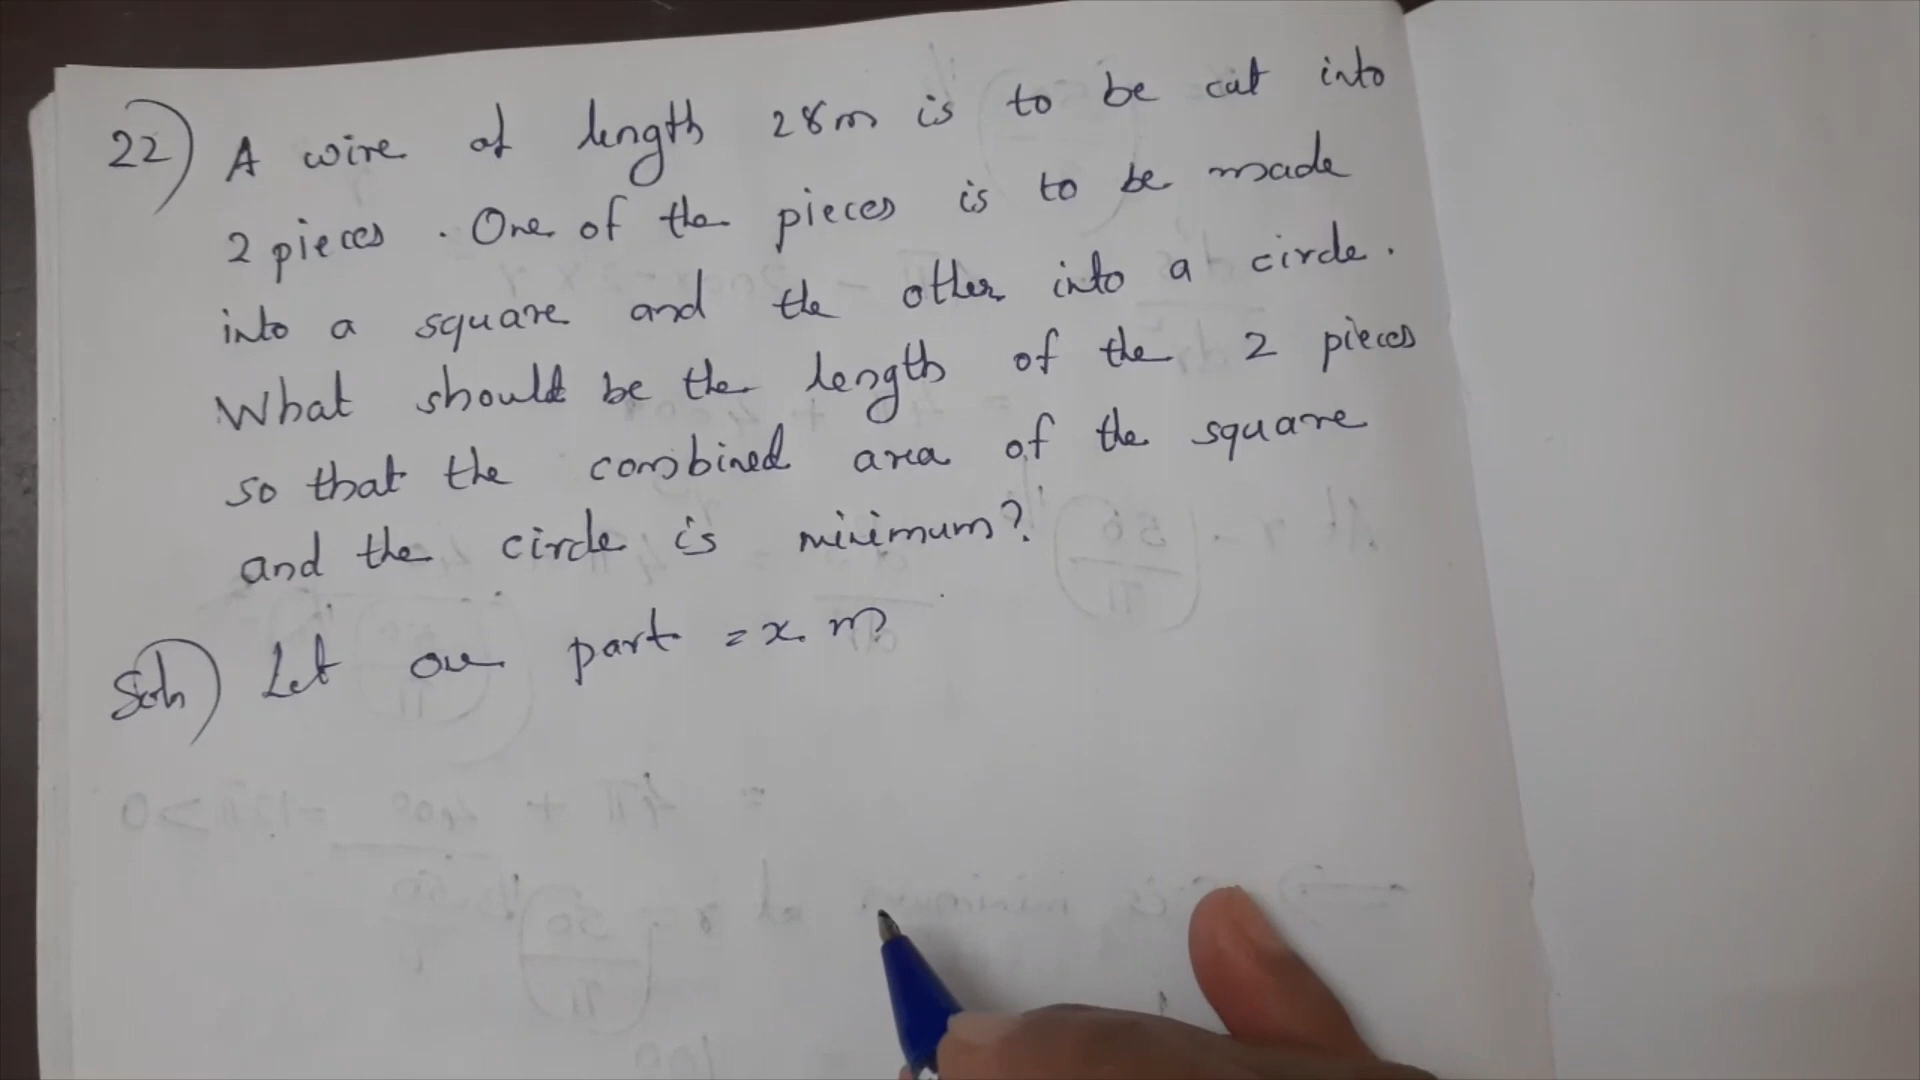 22) A wire of length 28m is to be cut into
2 pieces. One of the pieces is to be made
into a square and the other into a circle.
What should be the length of the 2 pieces
so that the combined area of the square
and the circle is minimum?
Soln) Let one part = x m